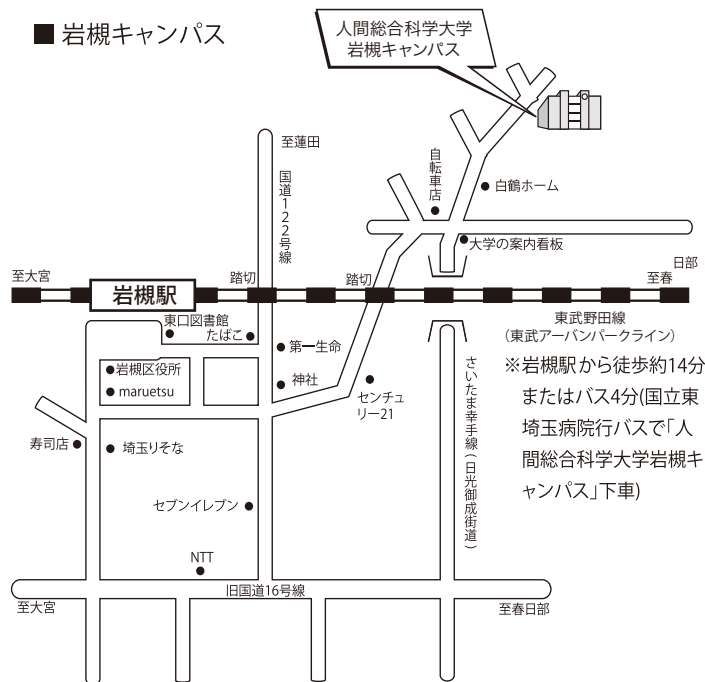 ■ 岩槻キャンパス
人間総合科学大学
岩槻キャンパス
至蓮田
国道122号線
自転車店
白鶴ホーム
大学の案内看板
至大宮
岩槻駅
踏切
踏切
至春
日部
東武野田線
(東武アーバンパークライン)
東口図書館
たばこ
第一生命
岩槻区役所
maruetsu
神社
センチュ
リー21
さいたま幸手線(日光御成街道)
※岩槻駅から徒歩約14分
またはバス4分(国立東
埼玉病院行バスで「人
間総合科学大学岩槻キ
ャンパス」下車)
寿司店
埼玉りそな
セブンイレブン
NTT
旧国道16号線
至大宮
至春日部